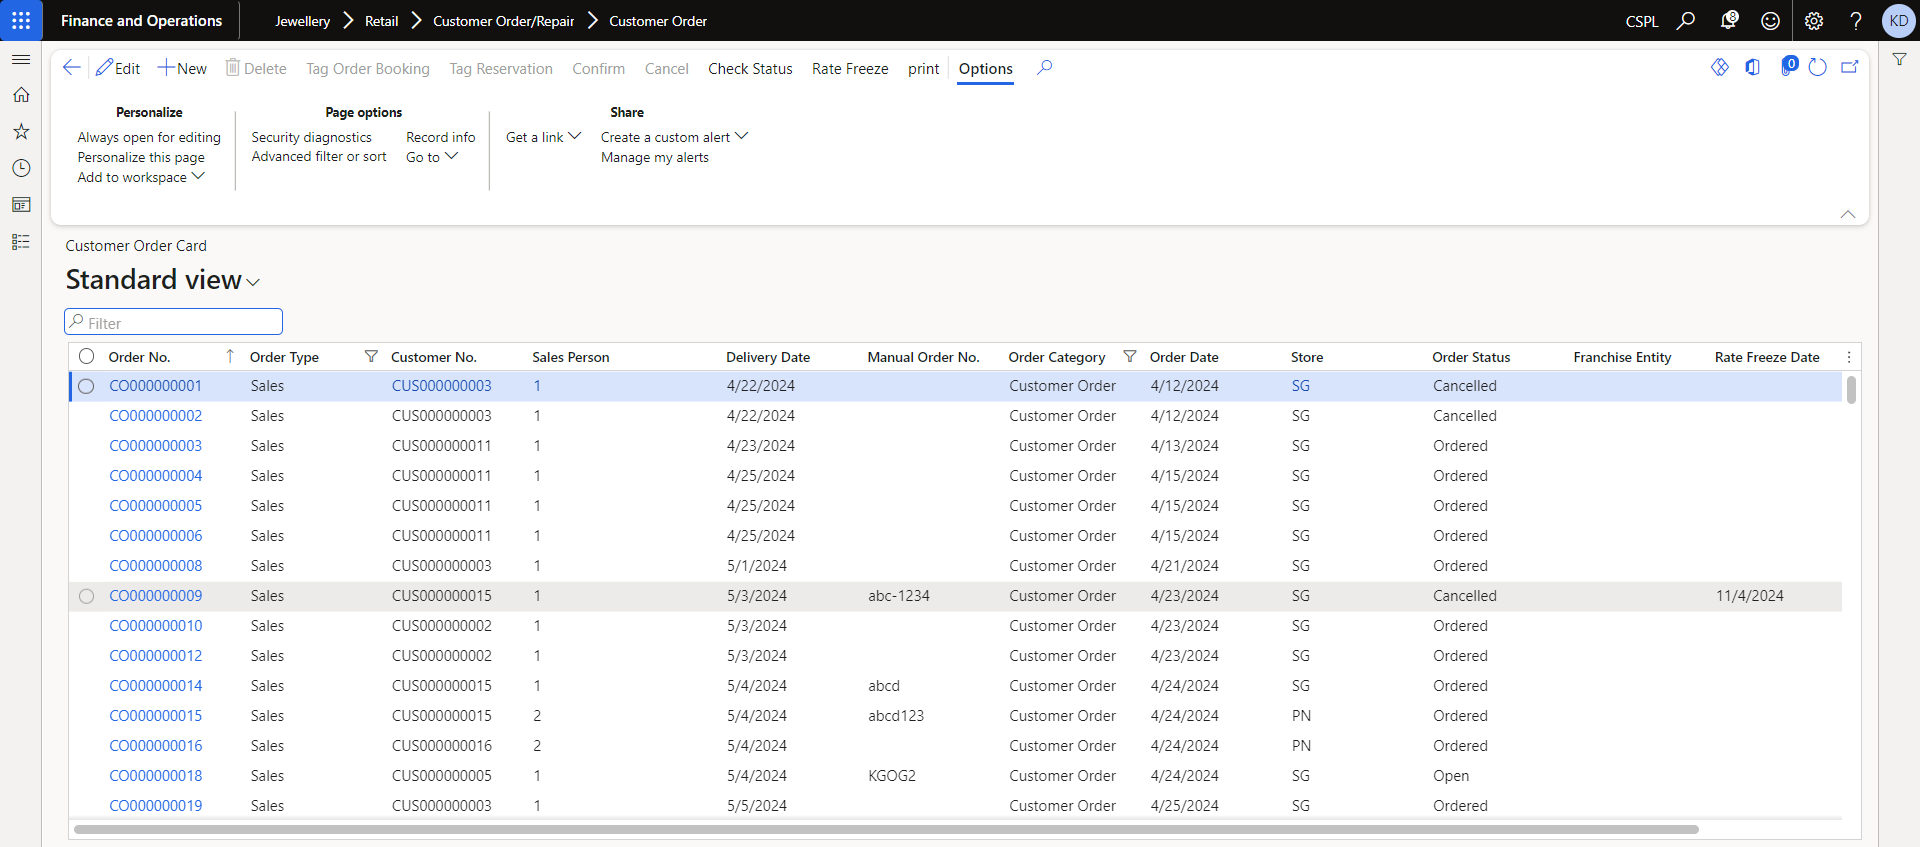 Finance and Operations Jewellery Retail Customer Order/Repair Customer Order CSPL 8 ? KD
Edit New Delete Tag Order Booking Tag Reservation Confirm Cancel Check Status Rate Freeze print Options 0
Personalize Page options Share
Always open for editing Security diagnostics Record info Get a link Create a custom alert
Personalize this page Advanced filter or sort Go to Manage my alerts
Add to workspace
Customer Order Card
Standard view
Filter
Order No. Order Type Customer No. Sales Person Delivery Date Manual Order No. Order Category Order Date Store Order Status Franchise Entity Rate Freeze Date
CO000000001 Sales CUS000000003 1 4/22/2024 Customer Order 4/12/2024 SG Cancelled
CO000000002 Sales CUS000000003 1 4/22/2024 Customer Order 4/12/2024 SG Cancelled
CO000000003 Sales CUS000000011 1 4/23/2024 Customer Order 4/13/2024 SG Ordered
CO000000004 Sales CUS000000011 1 4/25/2024 Customer Order 4/15/2024 SG Ordered
CO000000005 Sales CUS000000011 1 4/25/2024 Customer Order 4/15/2024 SG Ordered
CO000000006 Sales CUS000000011 1 4/25/2024 Customer Order 4/15/2024 SG Ordered
CO000000008 Sales CUS000000003 1 5/1/2024 Customer Order 4/21/2024 SG Ordered
CO000000009 Sales CUS000000015 1 5/3/2024 abc-1234 Customer Order 4/23/2024 SG Cancelled 11/4/2024
CO000000010 Sales CUS000000002 1 5/3/2024 Customer Order 4/23/2024 SG Ordered
CO000000012 Sales CUS000000002 1 5/3/2024 Customer Order 4/23/2024 SG Ordered
CO000000014 Sales CUS000000015 1 5/4/2024 abcd Customer Order 4/24/2024 SG Ordered
CO000000015 Sales CUS000000015 2 5/4/2024 abcd123 Customer Order 4/24/2024 PN Ordered
CO000000016 Sales CUS000000016 2 5/4/2024 Customer Order 4/24/2024 PN Ordered
CO000000018 Sales CUS000000005 1 5/4/2024 KGOG2 Customer Order 4/24/2024 SG Open
CO000000019 Sales CUS000000003 1 5/5/2024 Customer Order 4/25/2024 SG Ordered